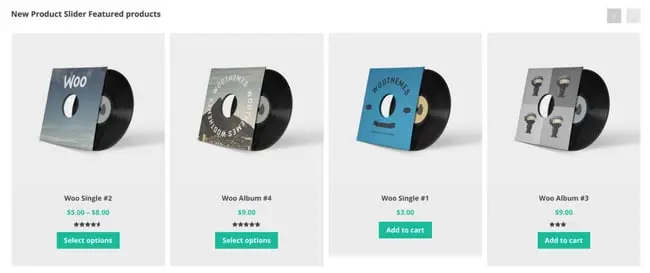 New Product Slider Featured products
WOO
WOOTHEMES WOOTHEMES
WOOTHEMES
Woo Single #2
Woo Album #4
Woo Single #1
Woo Album #3
$5.00 – $8.00
$9.00
$3.00
$9.00
Select options
Select options
Add to cart
Add to cart